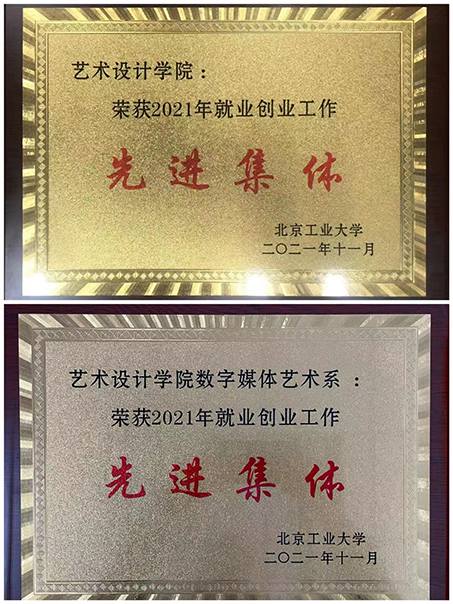 艺术设计学院：
荣获2021年就业创业工作
先进集体
北京工业大学
二〇二一年十一月
艺术设计学院数字媒体艺术系：
荣获2021年就业创业工作
先进集体
北京工业大学
二〇二一年十一月